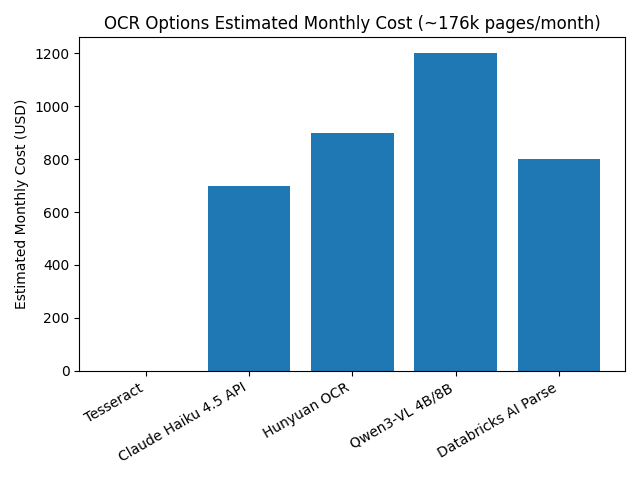 OCR Options Estimated Monthly Cost (~176k pages/month)
Estimated Monthly Cost (USD)
1200
1000
800
600
400
200
0
Tesseract
Claude Haiku 4.5 API
Hunyuan OCR
Qwen3-VL 4B/8B
Databricks AI Parse